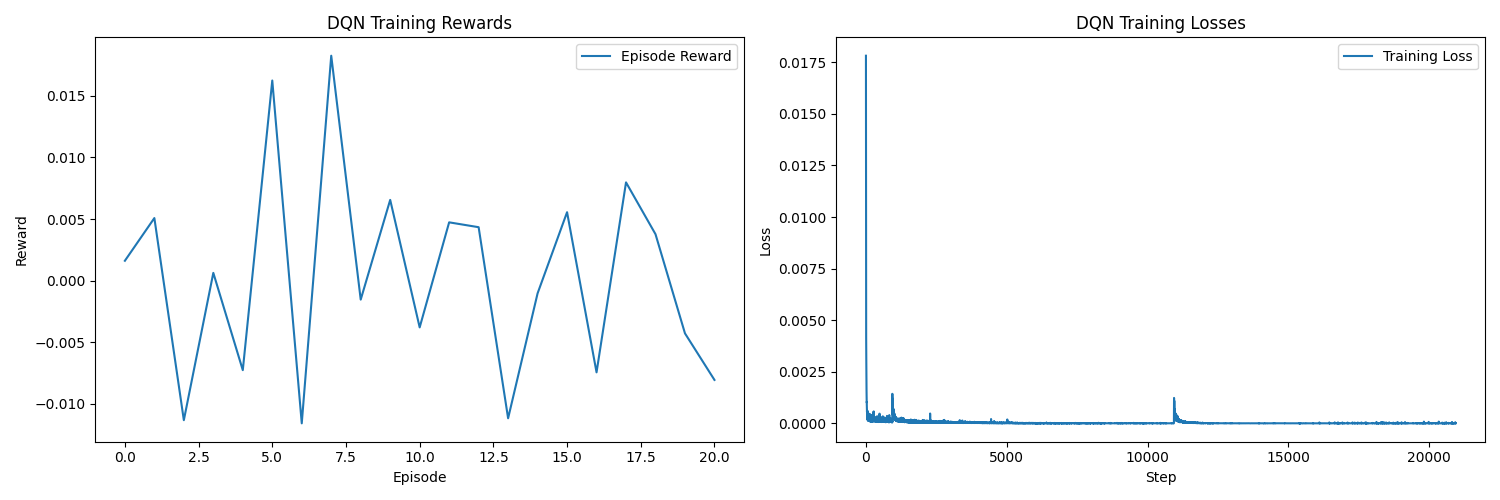 DQN Training Rewards
Episode Reward
0.015
0.010
0.005
0.000
−0.005
−0.010
Reward
0.0 2.5 5.0 7.5 10.0 12.5 15.0 17.5 20.0
Episode
DQN Training Losses
Training Loss
0.0175
0.0150
0.0125
0.0100
0.0075
0.0050
0.0025
0.0000
Loss
0 5000 10000 15000 20000
Step